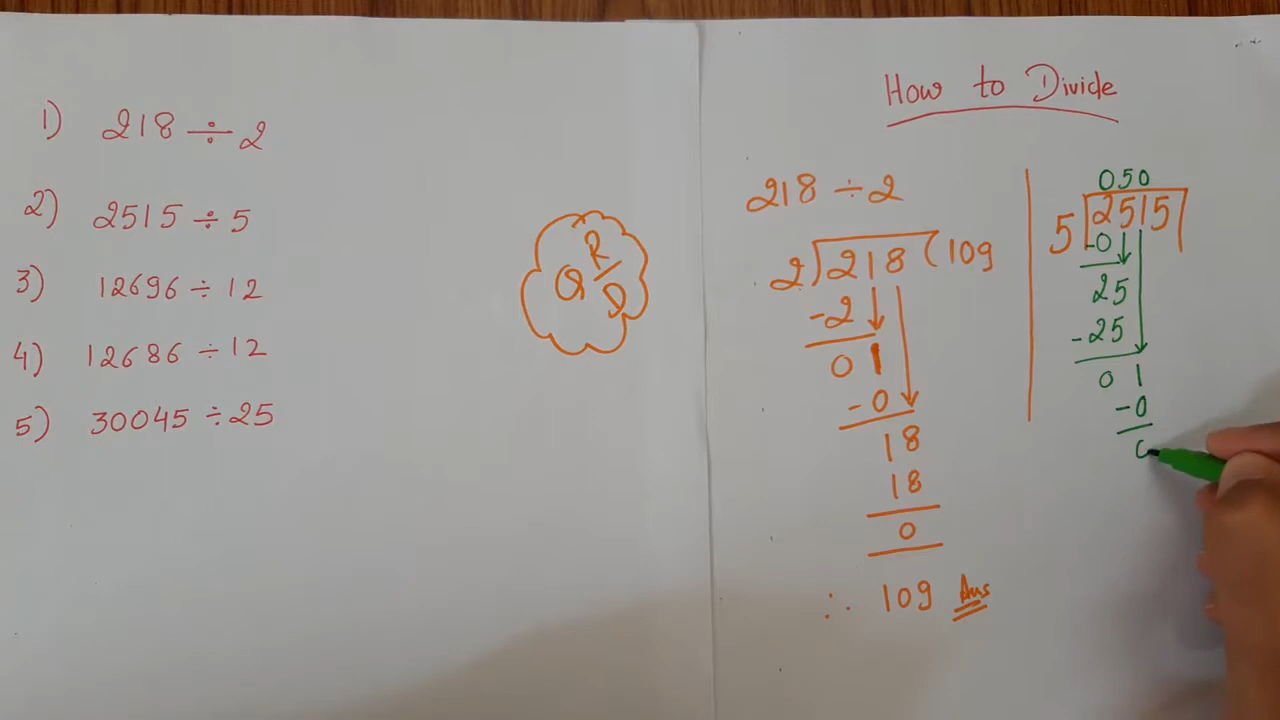 1) 218 ÷ 2
2) 2515 ÷ 5
3) 12696 ÷ 12
4) 12686 ÷ 12
5) 30045 ÷ 25
Q R/D
How to Divide
218 ÷ 2
2) 218 ( 109
-2
01
-0
18
18
0
∴ 109 Ans
050
5 2515
-0
25
-25
01
-0